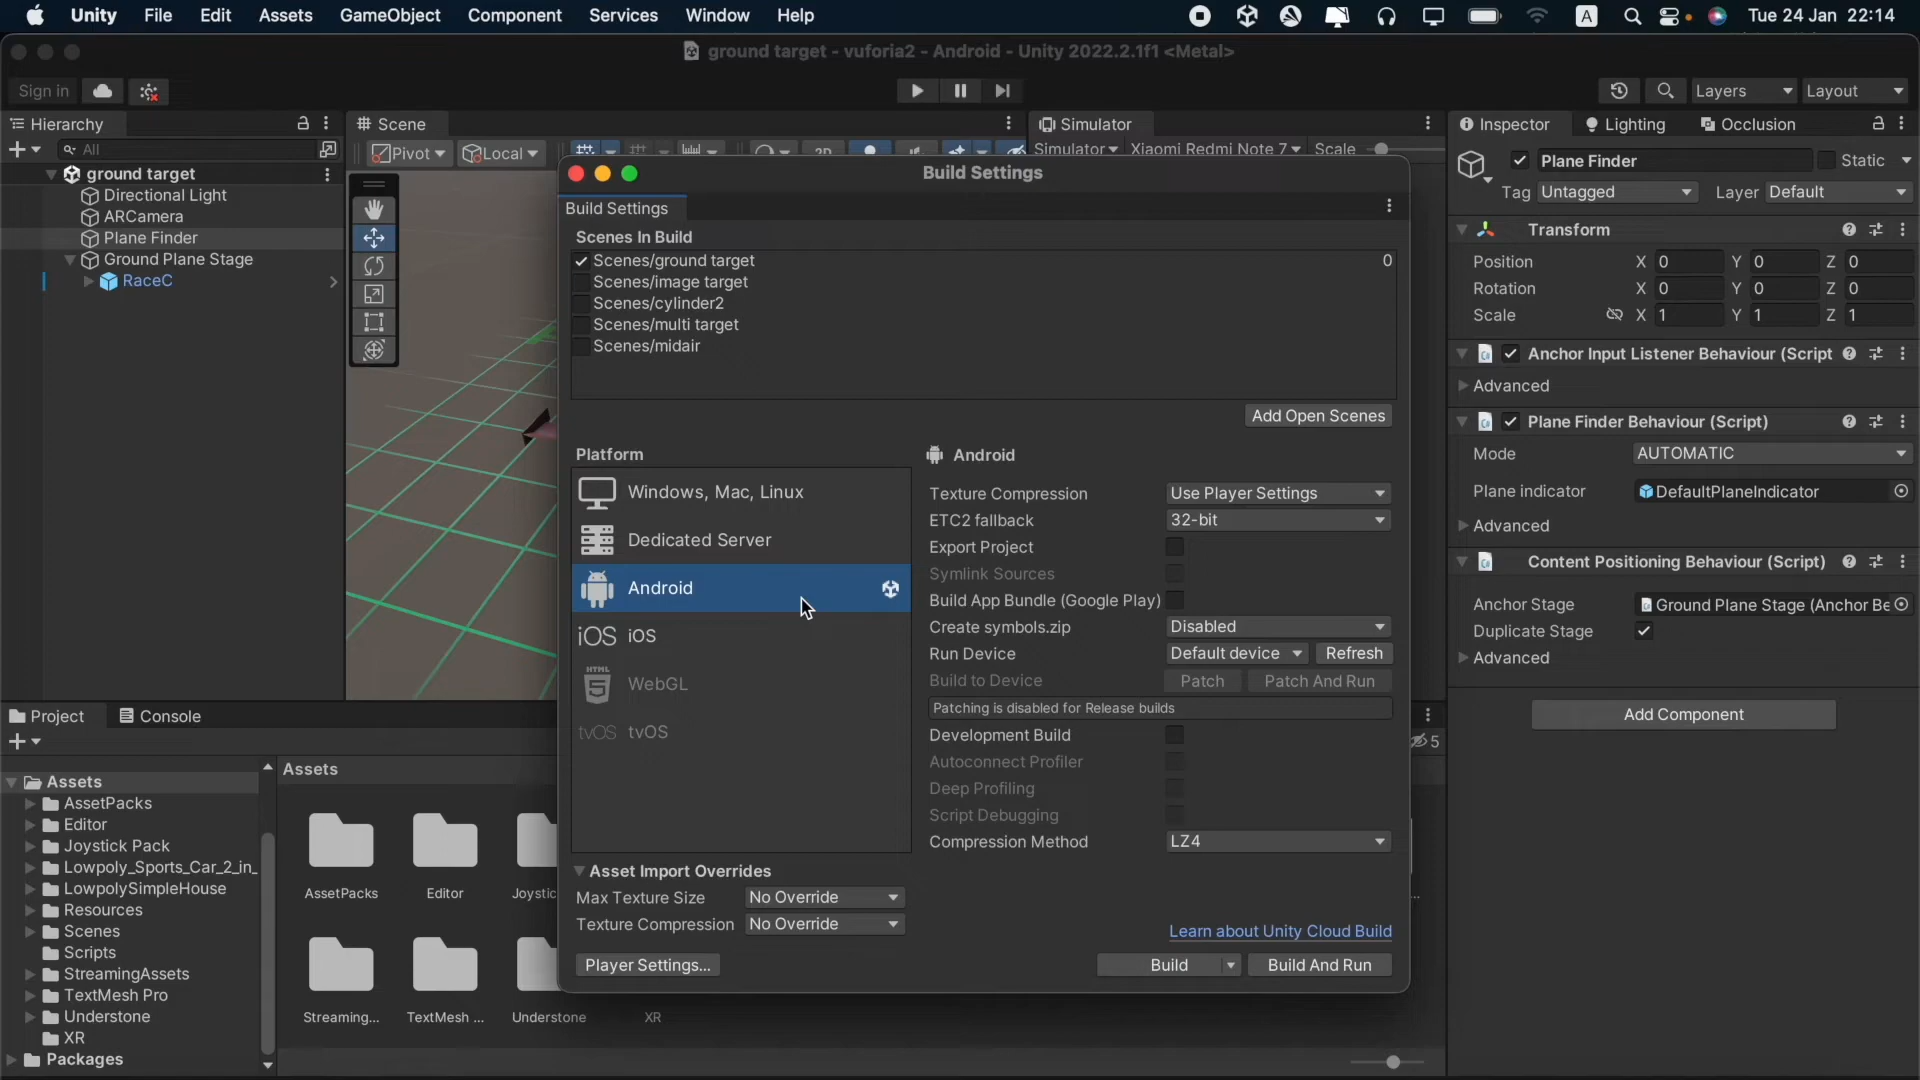 Unity File Edit Assets GameObject Component Services Window Help A Tue 24 Jan 22:14
ground target - vuforia2 - Android - Unity 2022.2.1f1 <Metal>
Sign in Layers Layout
Hierarchy
All
ground target
Directional Light
ARCamera
Plane Finder
Ground Plane Stage
RaceC
Scene
Pivot Local 2D
Simulator
Simulator Xiaomi Redmi Note 7 Scale
Build Settings
Build Settings
Scenes In Build
Scenes/ground target 0
Scenes/image target
Scenes/cylinder2
Scenes/multi target
Scenes/midair
Add Open Scenes
Platform
Windows, Mac, Linux
Dedicated Server
Android
iOS iOS
HTML WebGL
tvOS tvOS
Android
Texture Compression Use Player Settings
ETC2 fallback 32-bit
Export Project
Symlink Sources
Build App Bundle (Google Play)
Create symbols.zip Disabled
Run Device Default device Refresh
Build to Device Patch Patch And Run
Patching is disabled for Release builds
Development Build
Autoconnect Profiler
Deep Profiling
Script Debugging
Compression Method LZ4
Asset Import Overrides
Max Texture Size No Override
Texture Compression No Override
Learn about Unity Cloud Build
Player Settings... Build Build And Run
Inspector Lighting Occlusion
Plane Finder Static
Tag Untagged Layer Default
Transform
Position X 0 Y 0 Z 0
Rotation X 0 Y 0 Z 0
Scale X 1 Y 1 Z 1
Anchor Input Listener Behaviour (Script
Advanced
Plane Finder Behaviour (Script)
Mode AUTOMATIC
Plane indicator DefaultPlaneIndicator
Advanced
Content Positioning Behaviour (Script)
Anchor Stage Ground Plane Stage (Anchor Be
Duplicate Stage
Advanced
Add Component
Project Console
5
Assets
AssetPacks
Editor
Joystick Pack
Lowpoly_Sports_Car_2_in_
LowpolySimpleHouse
Resources
Scenes
Scripts
StreamingAssets
TextMesh Pro
Understone
XR
Packages
Assets
AssetPacks Editor Joystic
Streaming... TextMesh ... Understone XR